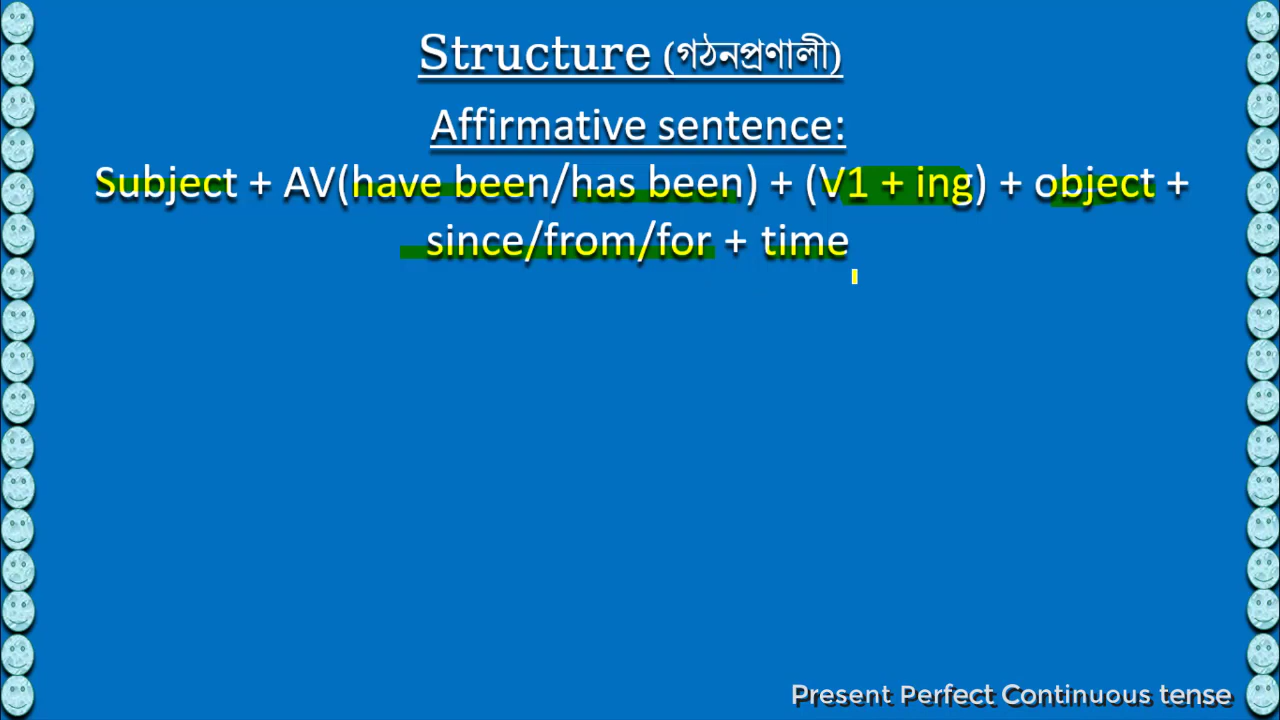 Structure (গঠনপ্রণালী)
Affirmative sentence:
Subject + AV(have been/has been) + (V1 + ing) + object +
since/from/for + time
Present Perfect Continuous tense